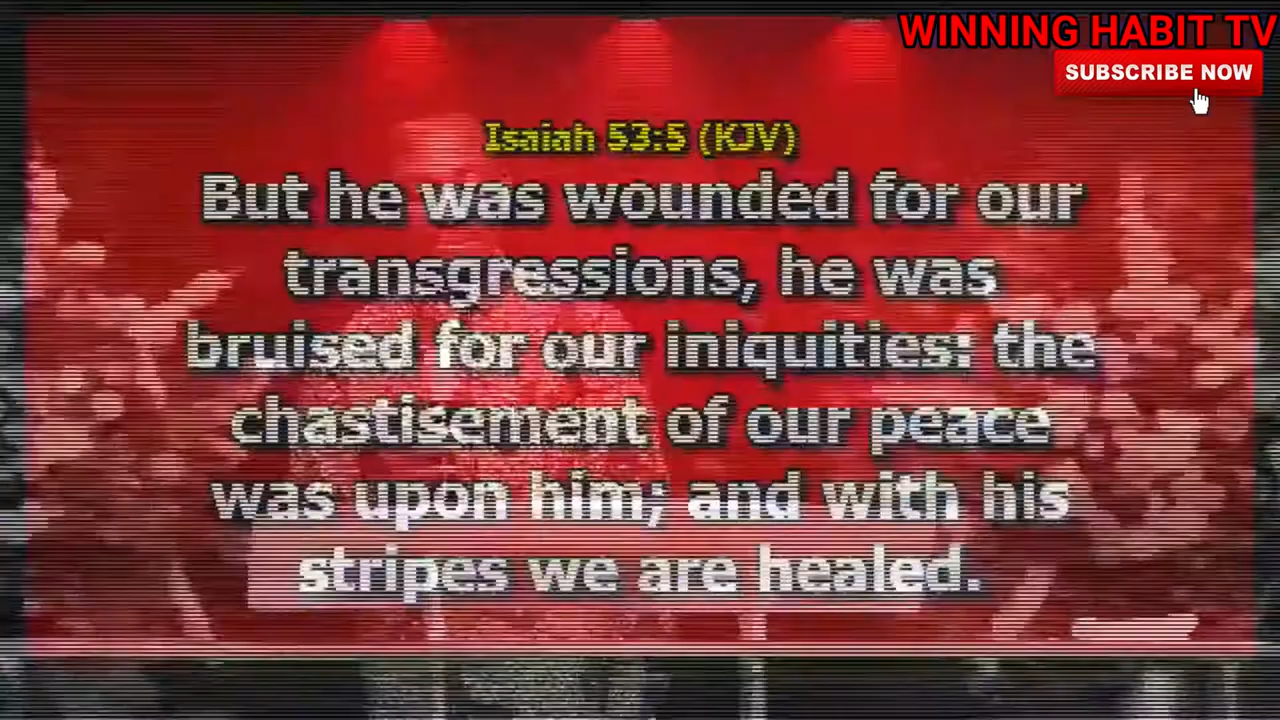 WINNING HABIT TV
SUBSCRIBE NOW
Isaiah 53:5 (KJV)
But he was wounded for our
transgressions, he was
bruised for our iniquities: the
chastisement of our peace
was upon him; and with his
stripes we are healed.